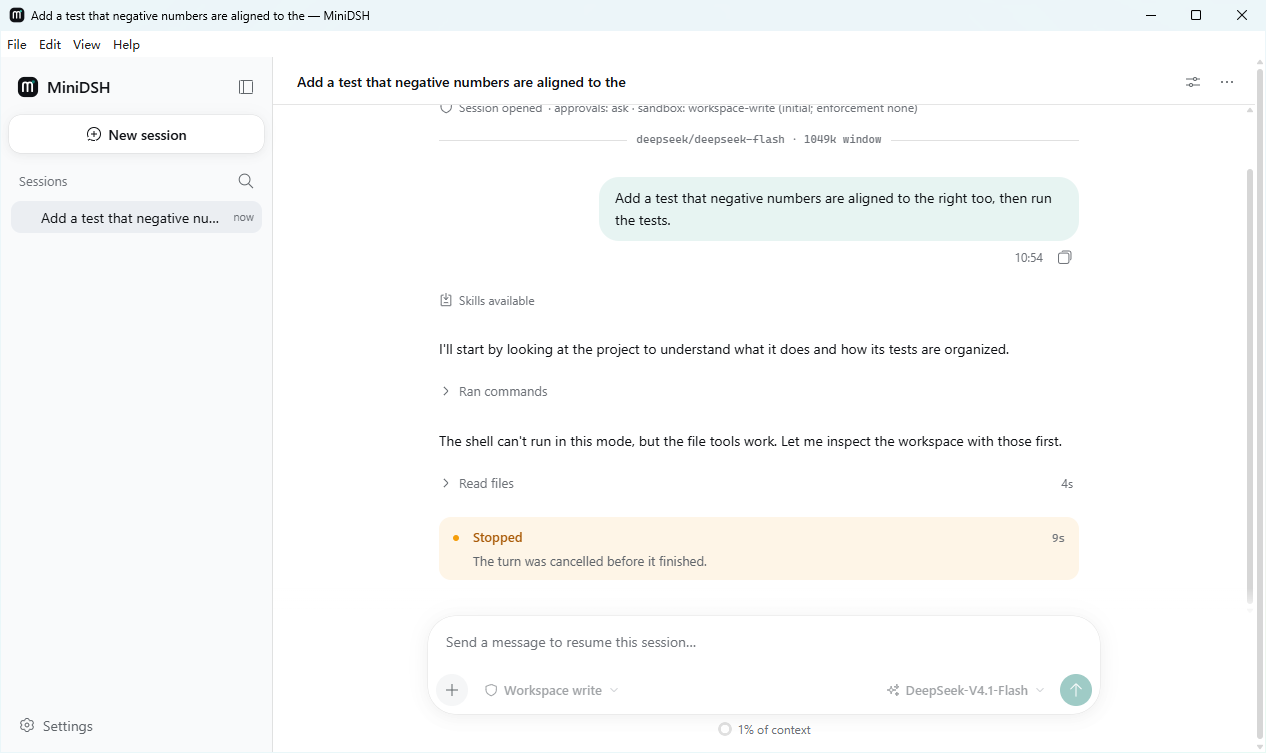 Add a test that negative numbers are aligned to the — MiniDSH
File Edit View Help
MiniDSH
New session
Sessions
Add a test that negative nu... now
Settings
Add a test that negative numbers are aligned to the
Session opened · approvals: ask · sandbox: workspace-write (initial; enforcement none)
deepseek/deepseek-flash · 1049k window
Add a test that negative numbers are aligned to the right too, then run
the tests.
10:54
Skills available
I'll start by looking at the project to understand what it does and how its tests are organized.
Ran commands
The shell can't run in this mode, but the file tools work. Let me inspect the workspace with those first.
Read files 4s
Stopped 9s
The turn was cancelled before it finished.
Send a message to resume this session...
Workspace write DeepSeek-V4.1-Flash
1% of context